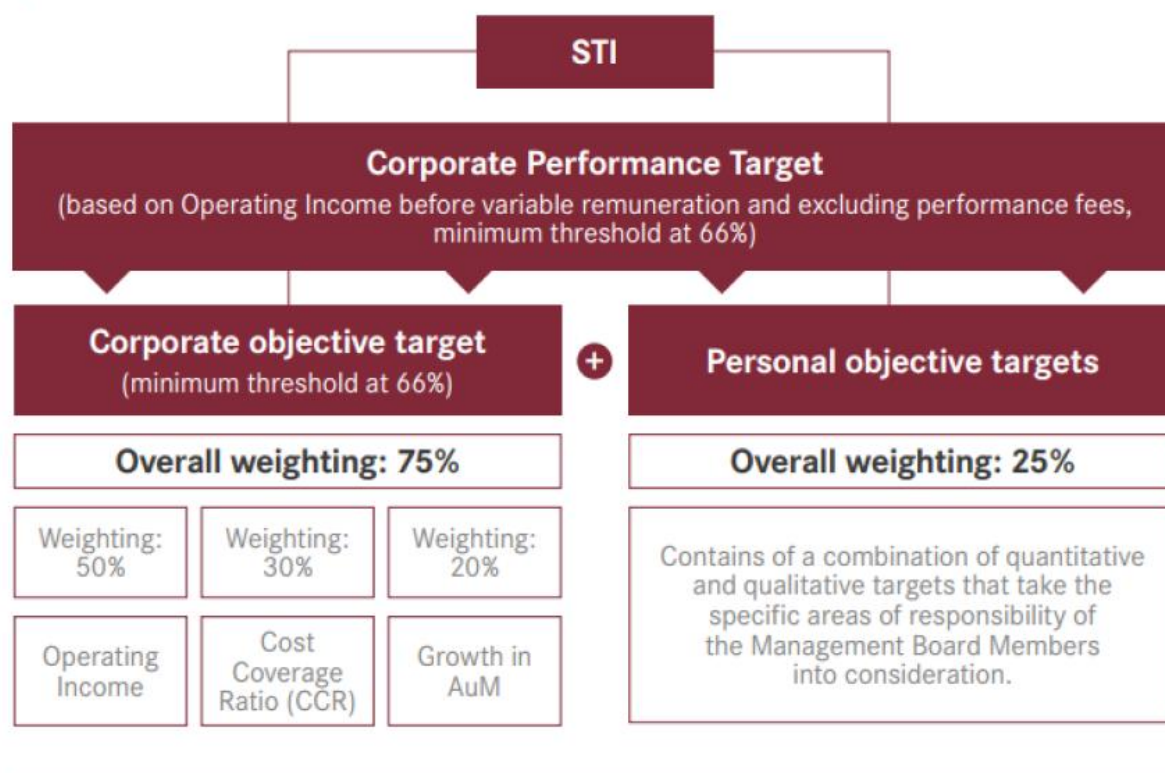 STI
Corporate Performance Target
(based on Operating Income before variable remuneration and excluding performance fees,
minimum threshold at 66%)
Corporate objective target
(minimum threshold at 66%)
+
Personal objective targets
Overall weighting: 75%
Overall weighting: 25%
Weighting:
50%
Weighting:
30%
Weighting:
20%
Operating
Income
Cost
Coverage
Ratio (CCR)
Growth in
AuM
Contains of a combination of quantitative
and qualitative targets that take the
specific areas of responsibility of
the Management Board Members
into consideration.